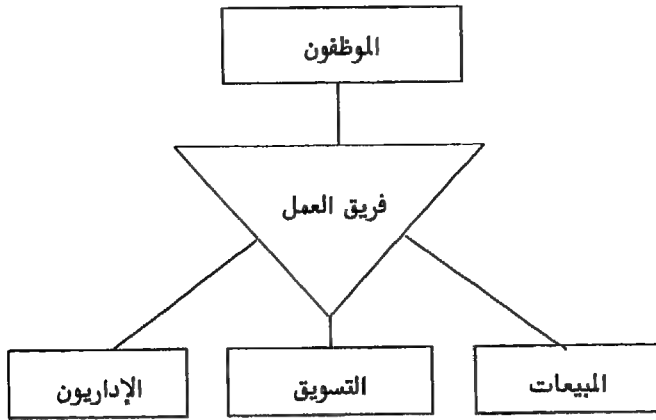 الموظفون
فريق العمل
المبيعات
التسويق
الإداريون